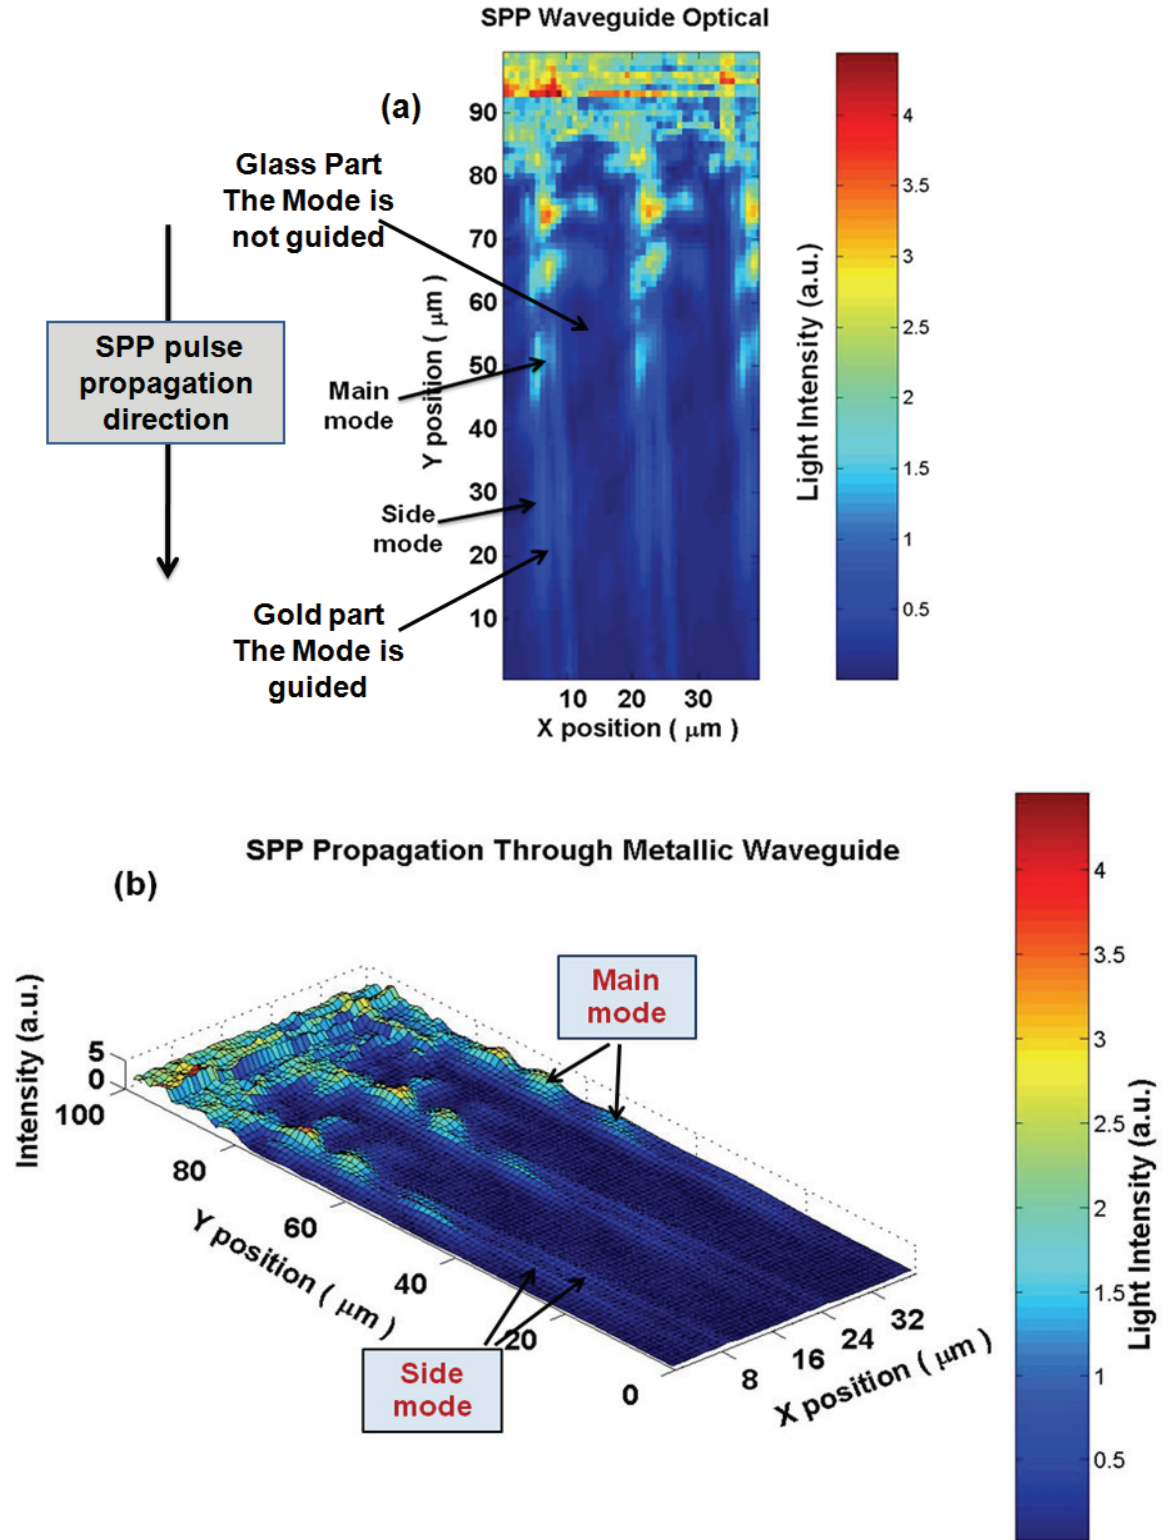 SPP Waveguide Optical
(a)
Glass Part
The Mode is
not guided
SPP pulse
propagation
direction
Main
mode
Side
mode
Gold part
The Mode is
guided
Y position ( μm)
90
80
70
60
50
40
30
20
10
10 20 30
X position ( μm )
Light Intensity (a.u.)
4
3.5
3
2.5
2
1.5
1
0.5
SPP Propagation Through Metallic Waveguide
(b)
Main
mode
Intensity (a.u.)
5
0
100
80
60
40
20
0
Y position ( μm )
8
16
24
32
X position ( μm )
Side
mode
Light Intensity (a.u.)
4
3.5
3
2.5
2
1.5
1
0.5